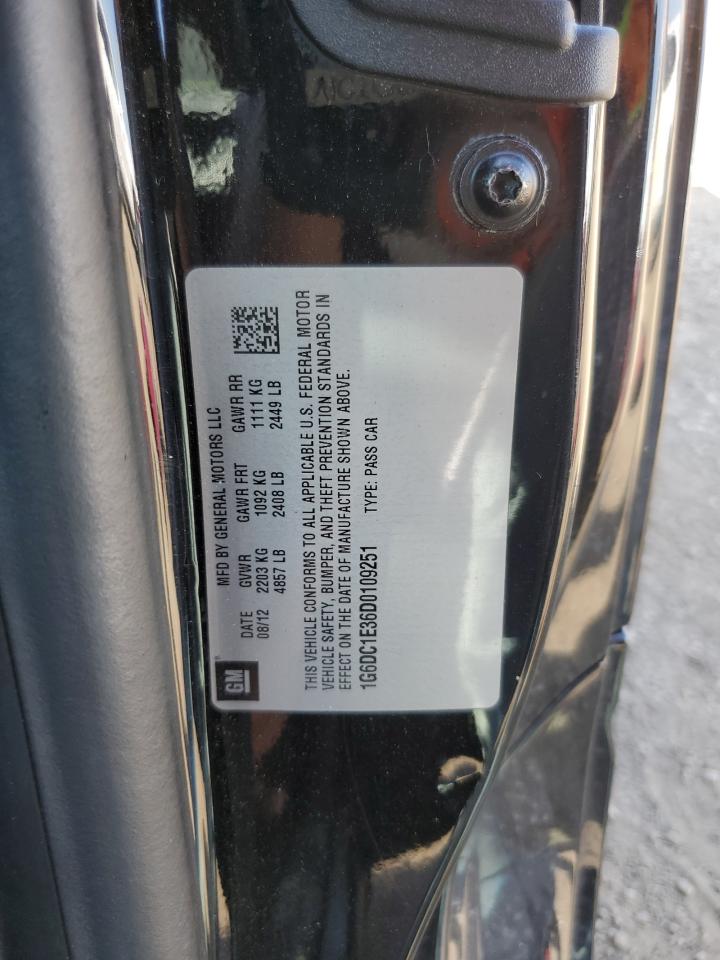 MFD BY GENERAL MOTORS LLC
DATE GVWR GAWR FRT GAWR RR
08/12 2203 KG 1092 KG 1111 KG
4857 LB 2408 LB 2449 LB
GM
THIS VEHICLE CONFORMS TO ALL APPLICABLE U.S. FEDERAL MOTOR
VEHICLE SAFETY, BUMPER, AND THEFT PREVENTION STANDARDS IN
EFFECT ON THE DATE OF MANUFACTURE SHOWN ABOVE.
1G6DC1E36D0109251 TYPE: PASS CAR